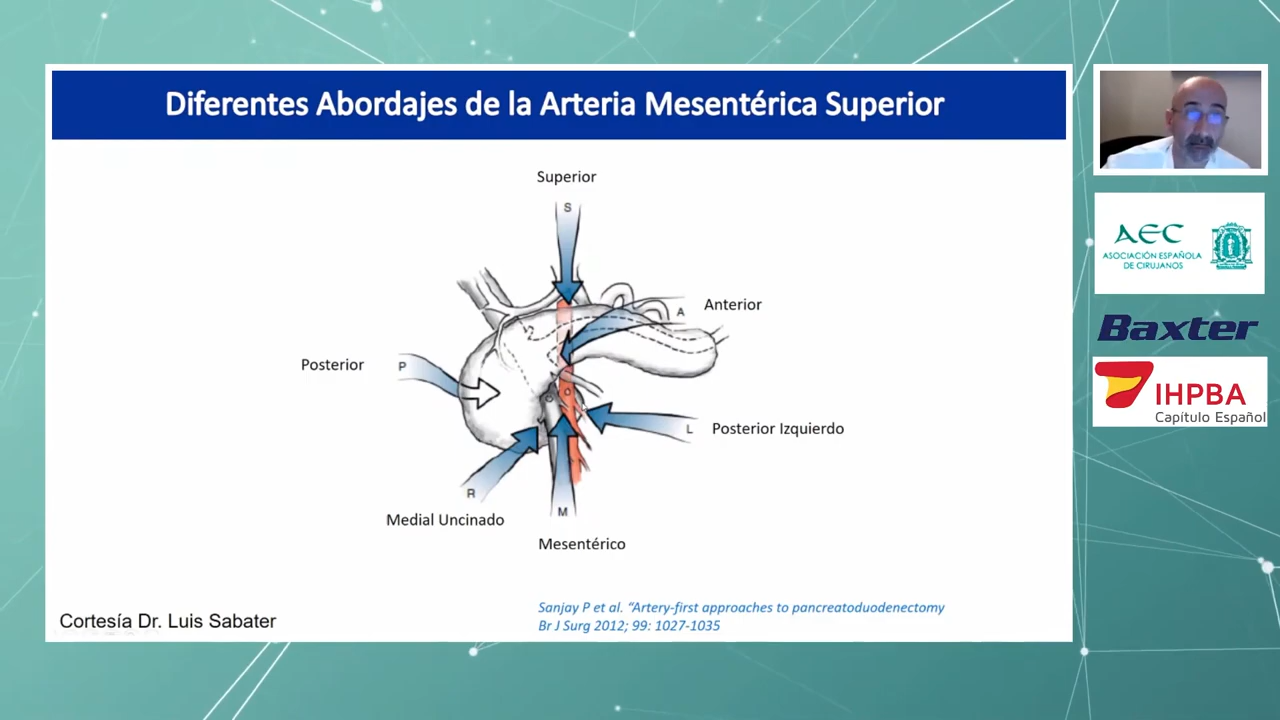 Diferentes Abordajes de la Arteria Mesentérica Superior
Superior
S
Anterior
A
Posterior
P
L
Posterior Izquierdo
R
M
Medial Uncinado
Mesentérico
Cortesía Dr. Luis Sabater
Sanjay P et al. “Artery-first approaches to pancreatoduodenectomy
Br J Surg 2012; 99: 1027-1035
AEC
ASOCIACIÓN ESPAÑOLA
DE CIRUJANOS
Baxter
IHPBA
Capítulo Español